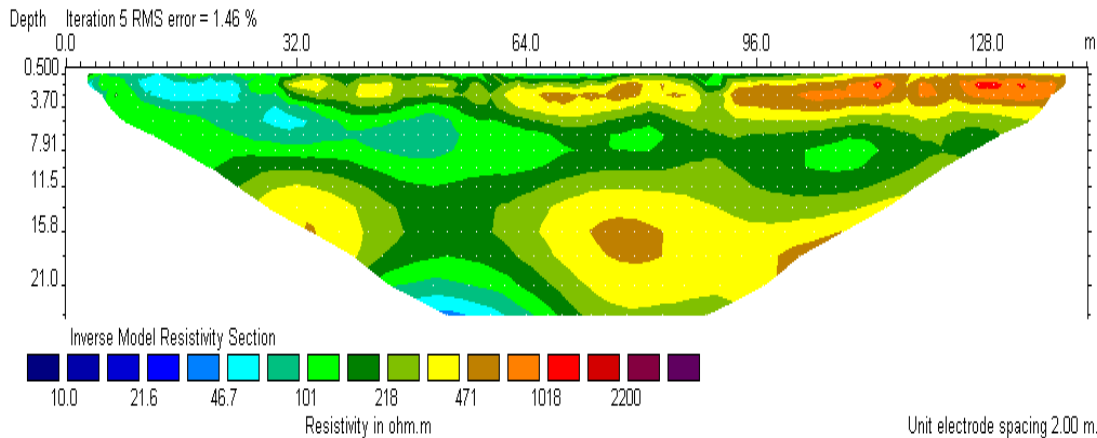 Depth Iteration 5 RMS error = 1.46 %
0.0 32.0 64.0 96.0 128.0 m
0.500
3.70
7.91
11.5
15.8
21.0
Inverse Model Resistivity Section
10.0 21.6 46.7 101 218 471 1018 2200
Resistivity in ohm.m
Unit electrode spacing 2.00 m.